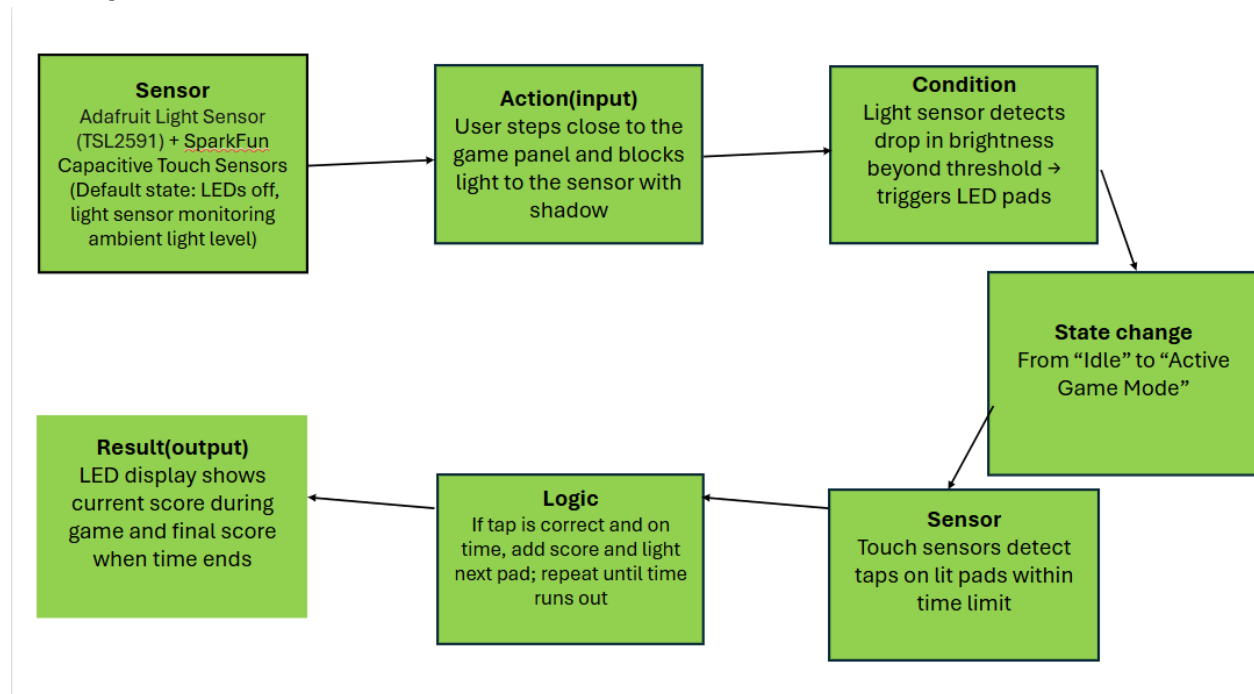 Sensor
Adafruit Light Sensor
(TSL2591) + SparkFun
Capacitive Touch Sensors
(Default state: LEDs off,
light sensor monitoring
ambient light level)
Action(input)
User steps close to the
game panel and blocks
light to the sensor with
shadow
Condition
Light sensor detects
drop in brightness
beyond threshold →
triggers LED pads
State change
From “Idle” to “Active
Game Mode”
Sensor
Touch sensors detect
taps on lit pads within
time limit
Logic
If tap is correct and on
time, add score and light
next pad; repeat until time
runs out
Result(output)
LED display shows
current score during
game and final score
when time ends